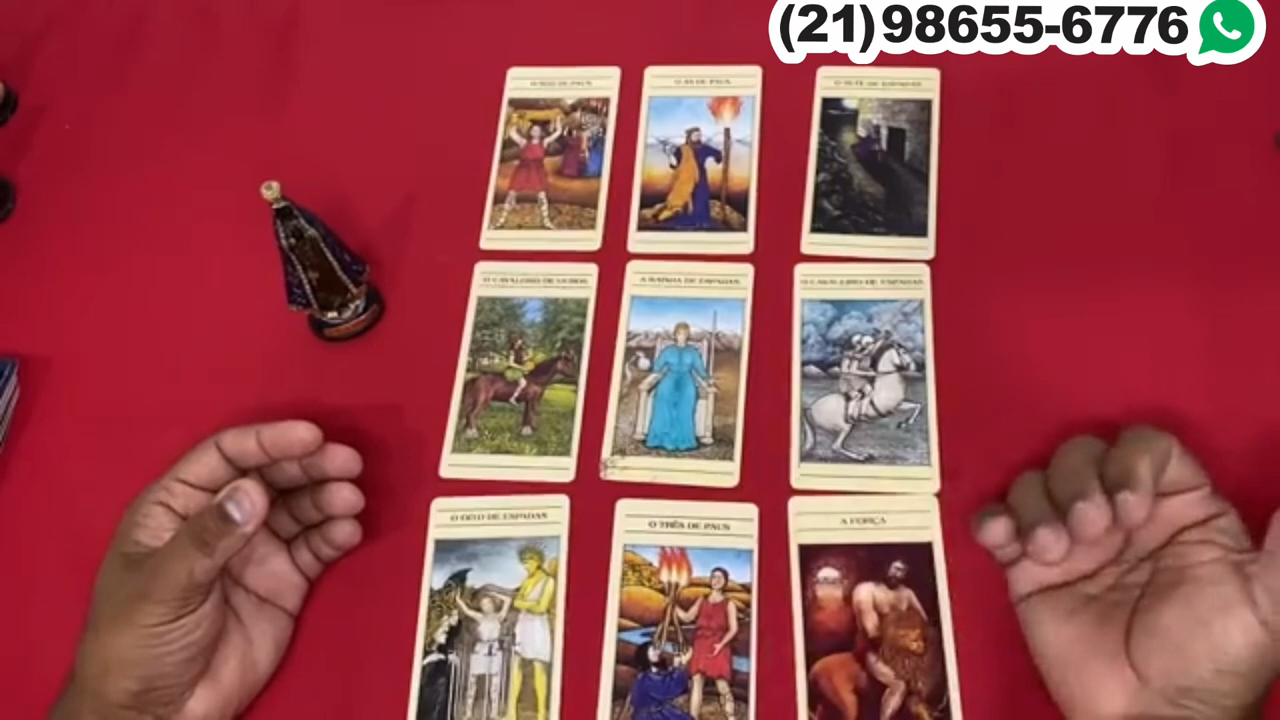 (21)98655-6776
O SEIS DE PAUS
O ÁS DE PAUS
O SETE DE ESPADAS
O CAVALEIRO DE OUROS
A RAINHA DE ESPADAS
O CAVALEIRO DE ESPADAS
O OITO DE ESPADAS
O TRÊS DE PAUS
A FORÇA